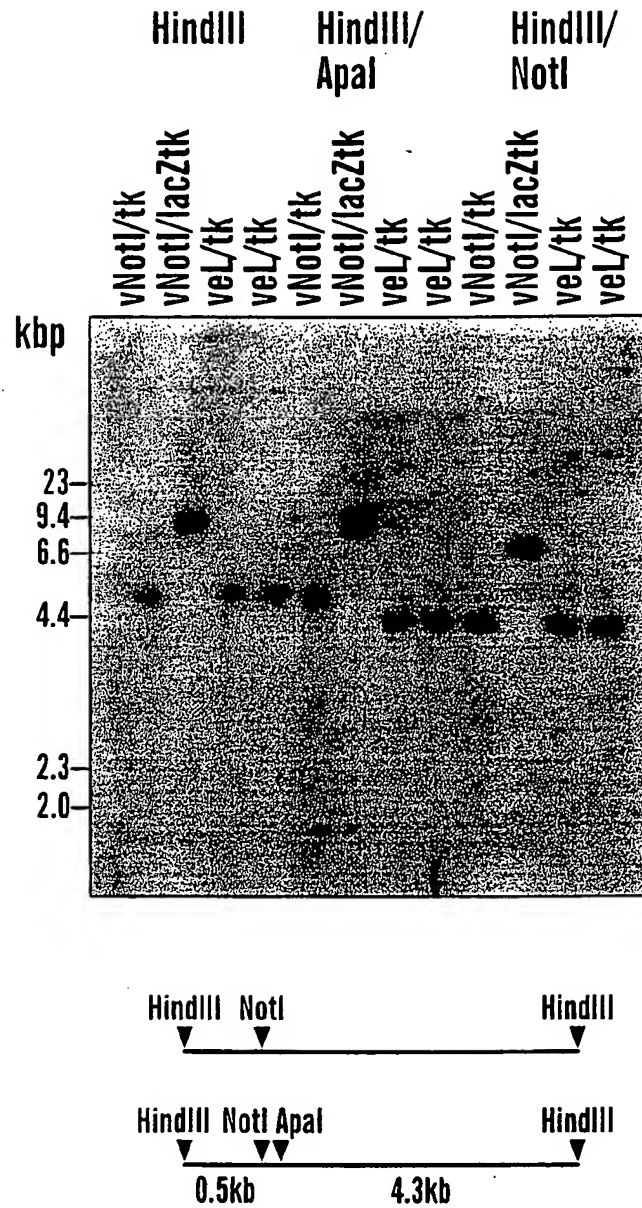 HindIII HindIII/ HindIII/
ApaI NotI
vNotI/tk
vNotI/lacZtk
veL/tk
veL/tk
vNotI/tk
vNotI/lacZtk
veL/tk
veL/tk
vNotI/tk
vNotI/lacZtk
veL/tk
veL/tk
kbp
23
9.4
6.6
4.4
2.3
2.0
HindIII NotI HindIII
HindIII NotI ApaI HindIII
0.5kb 4.3kb